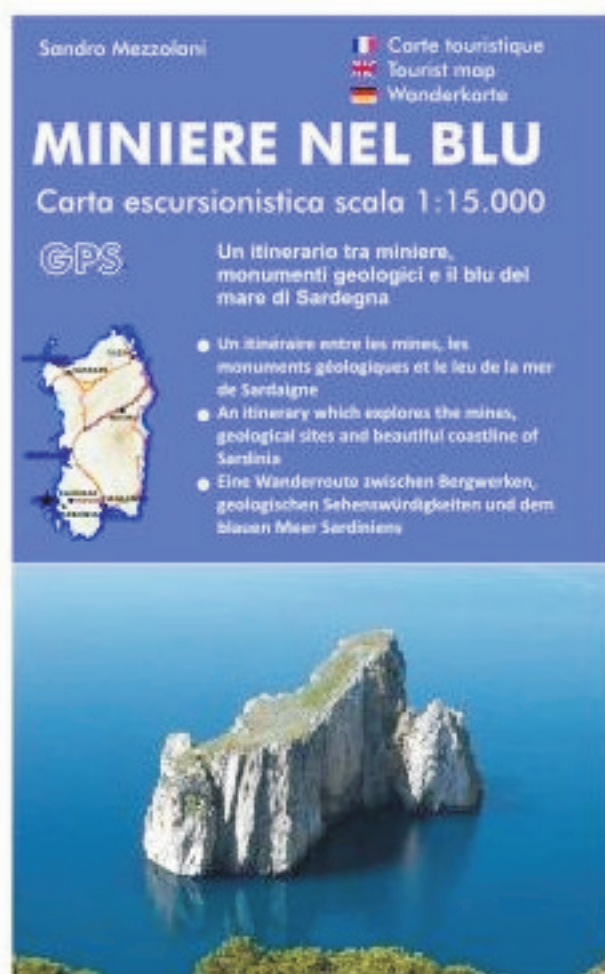 Sandro Mezzolani
Carte touristique
Tourist map
Wanderkarte
MINIERE NEL BLU
Carta escursionistica scala 1:15.000
GPS
Un itinerario tra miniere,
monumenti geologici e il blu del
mare di Sardegna
Un itineraire entre les mines, les
monuments géologiques et le leu de la mer
de Sardaigne
An itinerary which explores the mines,
geological sites and beautiful coastline of
Sardinia
Eine Wanderroute zwischen Bergwerken,
geologischen Sehenswürdigkeiten und dem
blauen Meer Sardiniens